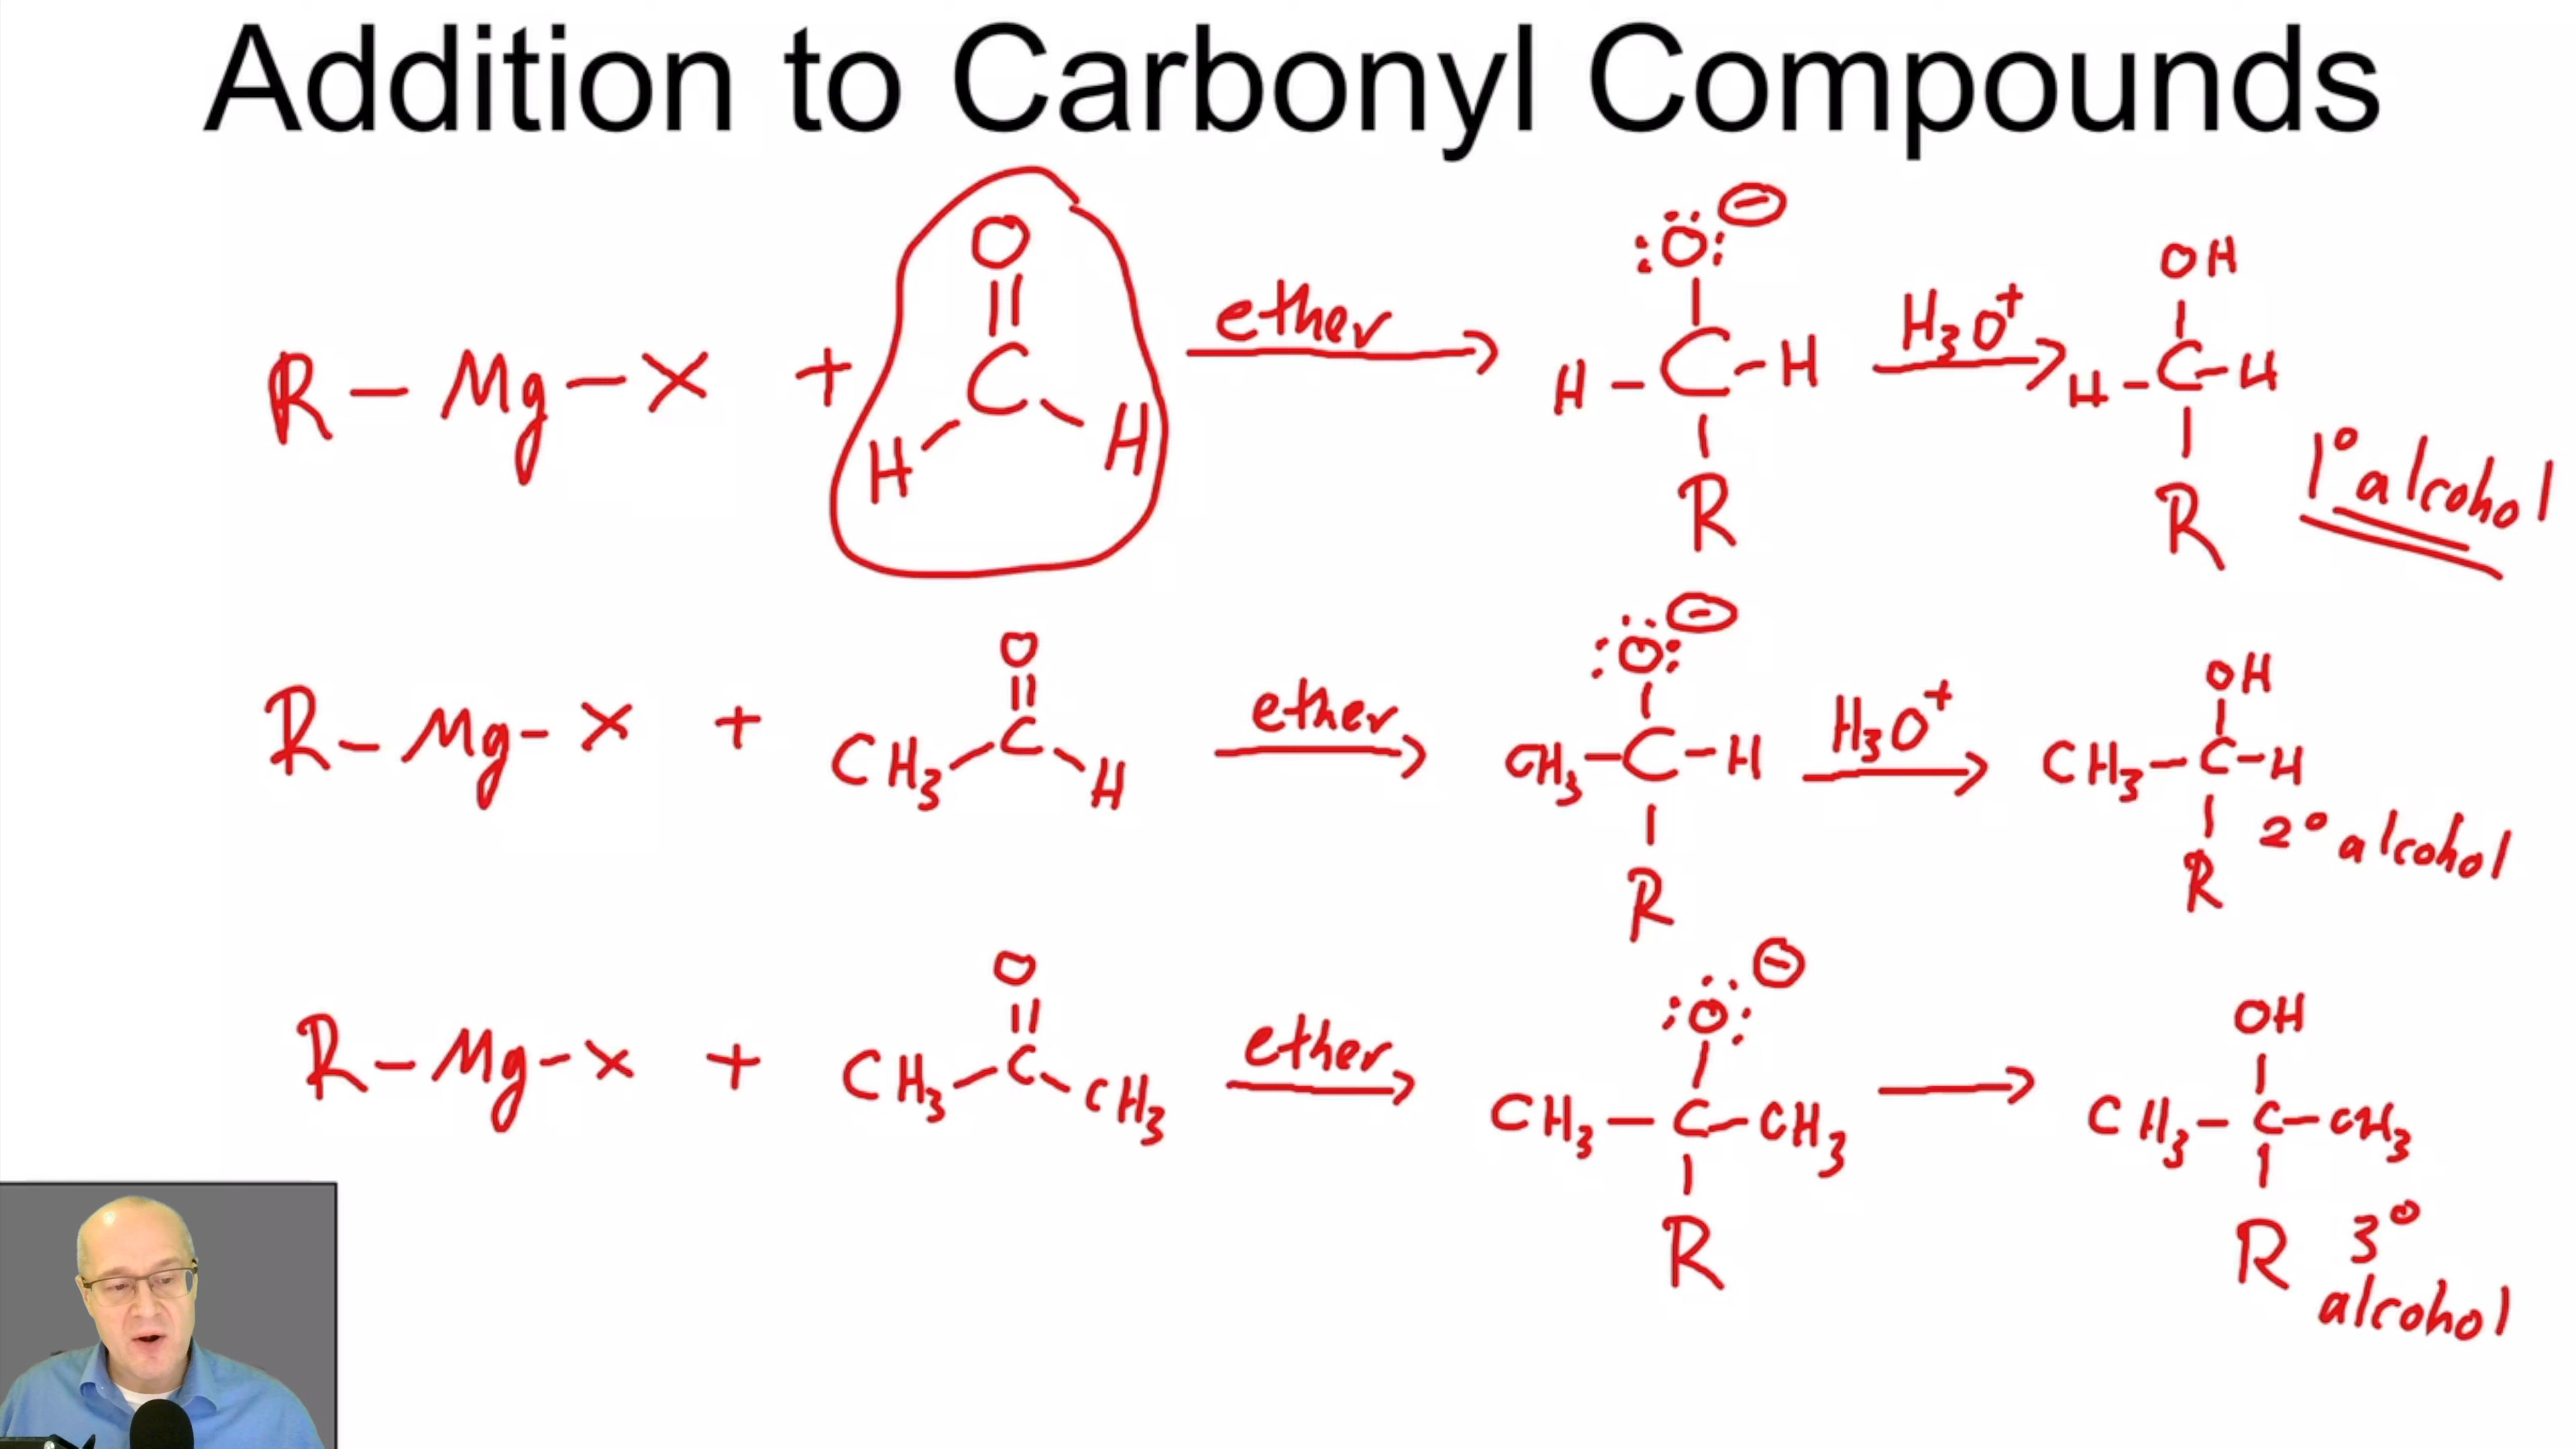 Addition to Carbonyl Compounds
O ⊖
:Ö: OH
R - Mg - X + C ether H - C - H H₃O⁺ H - C - H
H H R R 1° alcohol
O :Ö: ⊖ OH
R - Mg - X + CH₃ C H ether CH₃ - C - H H₃O⁺ CH₃ - C - H
R R 2° alcohol
O :Ö: ⊖ OH
R - Mg - X + CH₃ C CH₃ ether CH₃ - C - CH₃ CH₃ - C - CH₃
R R 3°
alcohol